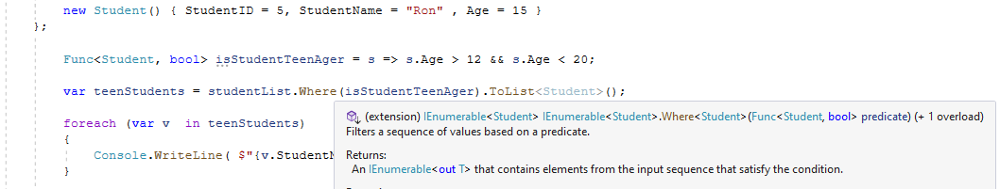 new Student() { StudentID = 5, StudentName = "Ron" , Age = 15 }
};
Func<Student, bool> isStudentTeenAger = s => s.Age > 12 && s.Age < 20;
var teenStudents = studentList.Where(isStudentTeenAger).ToList<Student>();
(extension) IEnumerable<Student> IEnumerable<Student>.Where<Student>(Func<Student, bool> predicate) (+ 1 overload)
Filters a sequence of values based on a predicate.
Returns:
An IEnumerable<out T> that contains elements from the input sequence that satisfy the condition.
foreach (var v in teenStudents)
{
Console.WriteLine( $"{v.Student
}